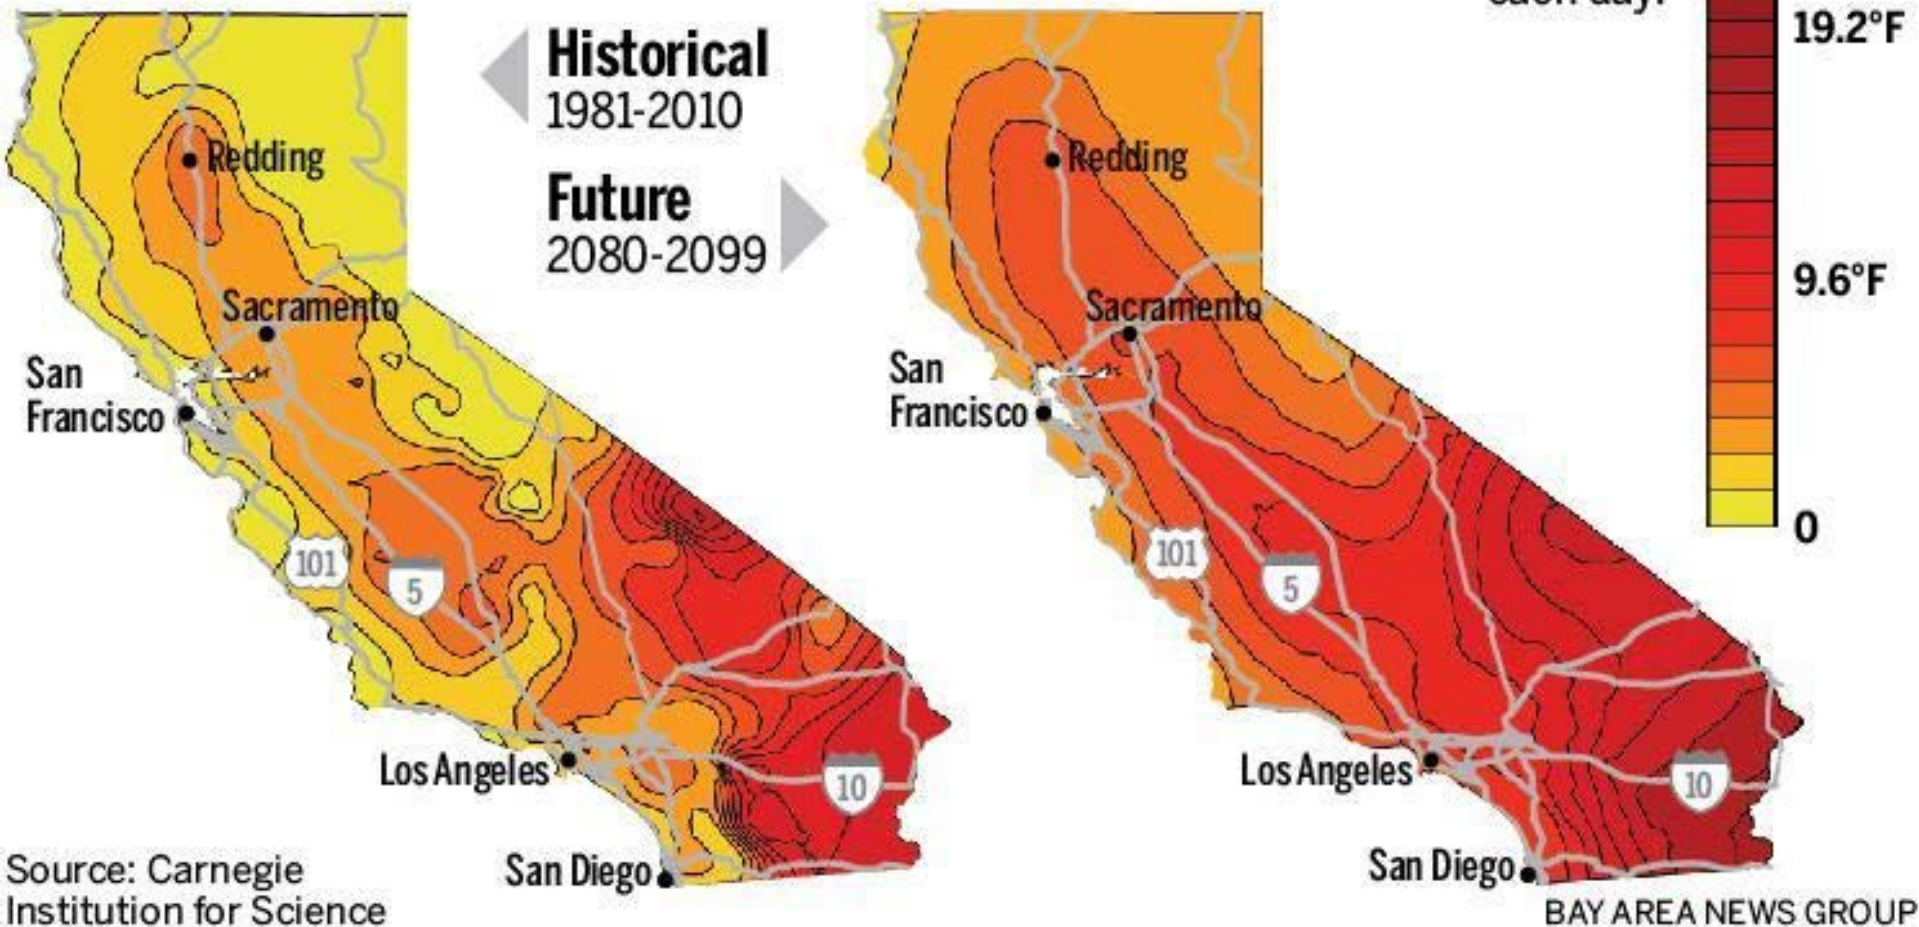 each day.
19.2°F
9.6°F
0
Historical
1981-2010
Future
2080-2099
Redding
Sacramento
San
Francisco
101
5
Los Angeles
10
San Diego
Redding
Sacramento
San
Francisco
101
5
Los Angeles
10
San Diego
Source: Carnegie
Institution for Science
BAY AREA NEWS GROUP